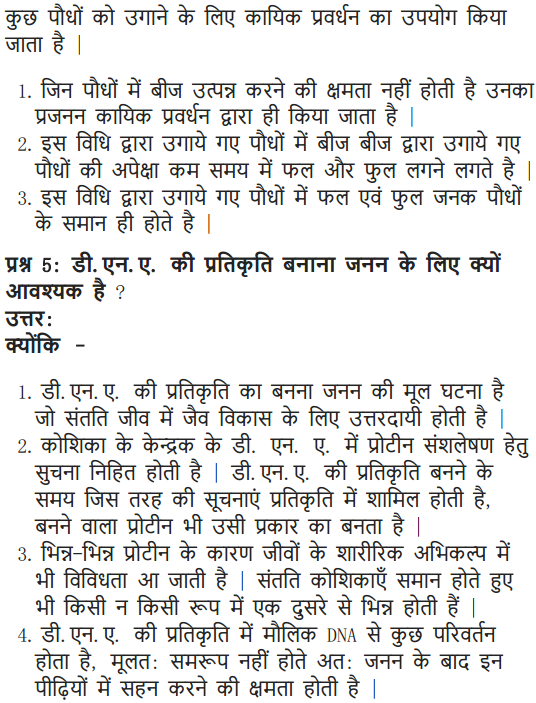 कुछ पौधों को उगाने के लिए कायिक प्रवर्धन का उपयोग किया
जाता है |
1. जिन पौधों में बीज उत्पन्न करने की क्षमता नहीं होती है उनका
प्रजनन कायिक प्रवर्धन द्वारा ही किया जाता है |
2. इस विधि द्वारा उगाये गए पौधों में बीज बीज द्वारा उगाये गए
पौधों की अपेक्षा कम समय में फल और फुल लगने लगते है |
3. इस विधि द्वारा उगाये गए पौधों में फल एवं फुल जनक पौधों
के समान ही होते है |
प्रश्न 5: डी.एन.ए. की प्रतिकृति बनाना जनन के लिए क्यों
आवश्यक है ?
उत्तर:
क्योंकि -
1. डी.एन.ए. की प्रतिकृति का बनना जनन की मूल घटना है
जो संतति जीव में जैव विकास के लिए उत्तरदायी होती है |
2. कोशिका के केन्द्रक के डी. एन. ए. में प्रोटीन संशलेषण हेतु
सुचना निहित होती है | डी.एन.ए. की प्रतिकृति बनने के
समय जिस तरह की सूचनाएं प्रतिकृति में शामिल होती है,
बनने वाला प्रोटीन भी उसी प्रकार का बनता है |
3. भिन्न-भिन्न प्रोटीन के कारण जीवों के शारीरिक अभिकल्प में
भी विविधता आ जाती है | संतति कोशिकाएँ समान होते हुए
भी किसी न किसी रूप में एक दुसरे से भिन्न होती हैं |
4. डी.एन.ए. की प्रतिकृति में मौलिक DNA से कुछ परिवर्तन
होता है, मूलत: समरूप नहीं होते अत: जनन के बाद इन
पीढ़ियों में सहन करने की क्षमता होती है |